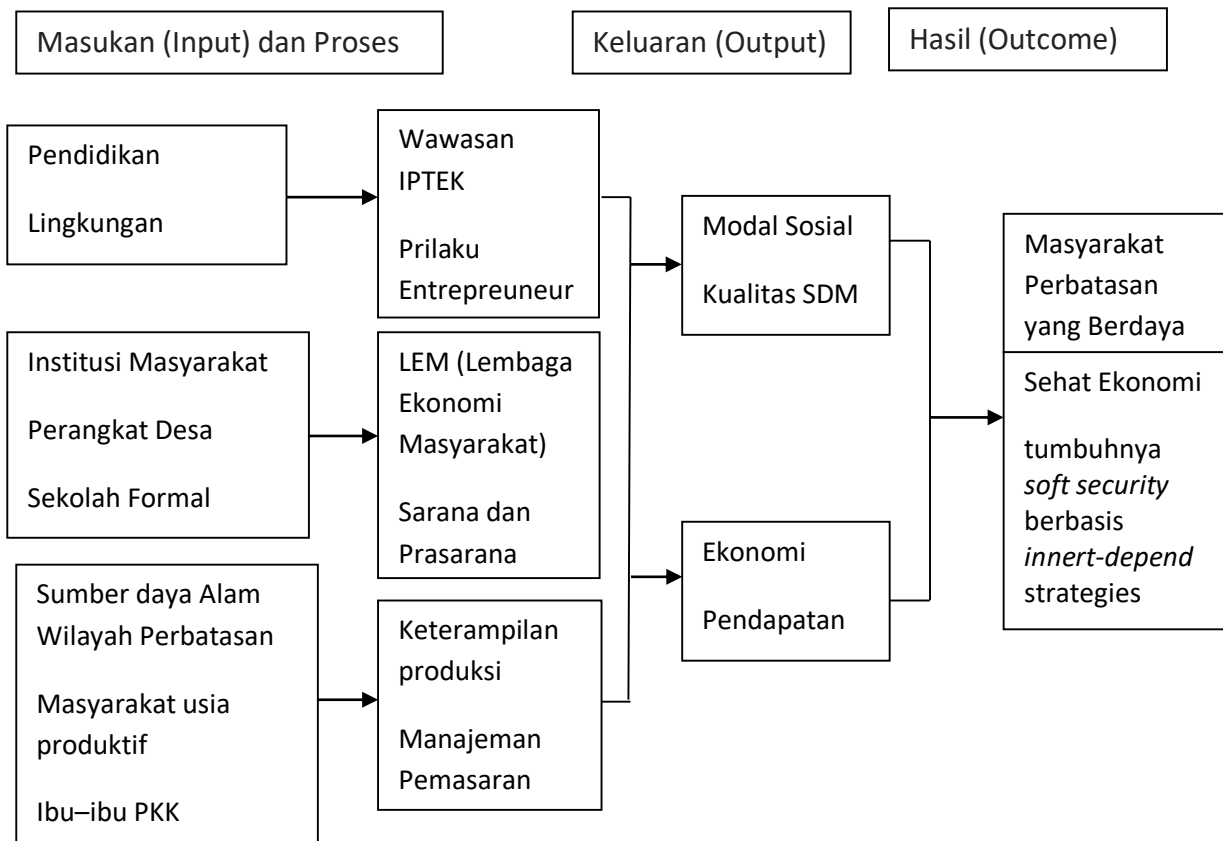 Masukan (Input) dan Proses
Keluaran (Output)
Hasil (Outcome)
Pendidikan
Lingkungan
Wawasan
IPTEK
Prilaku
Entrepreuneur
Modal Sosial
Kualitas SDM
Masyarakat
Perbatasan
yang Berdaya
Institusi Masyarakat
Perangkat Desa
Sekolah Formal
LEM (Lembaga
Ekonomi
Masyarakat)
Sarana dan
Prasarana
Sehat Ekonomi
tumbuhnya
soft security
berbasis
innert-depend
strategies
Ekonomi
Pendapatan
Sumber daya Alam
Wilayah Perbatasan
Masyarakat usia
produktif
Ibu–ibu PKK
Keterampilan
produksi
Manajeman
Pemasaran